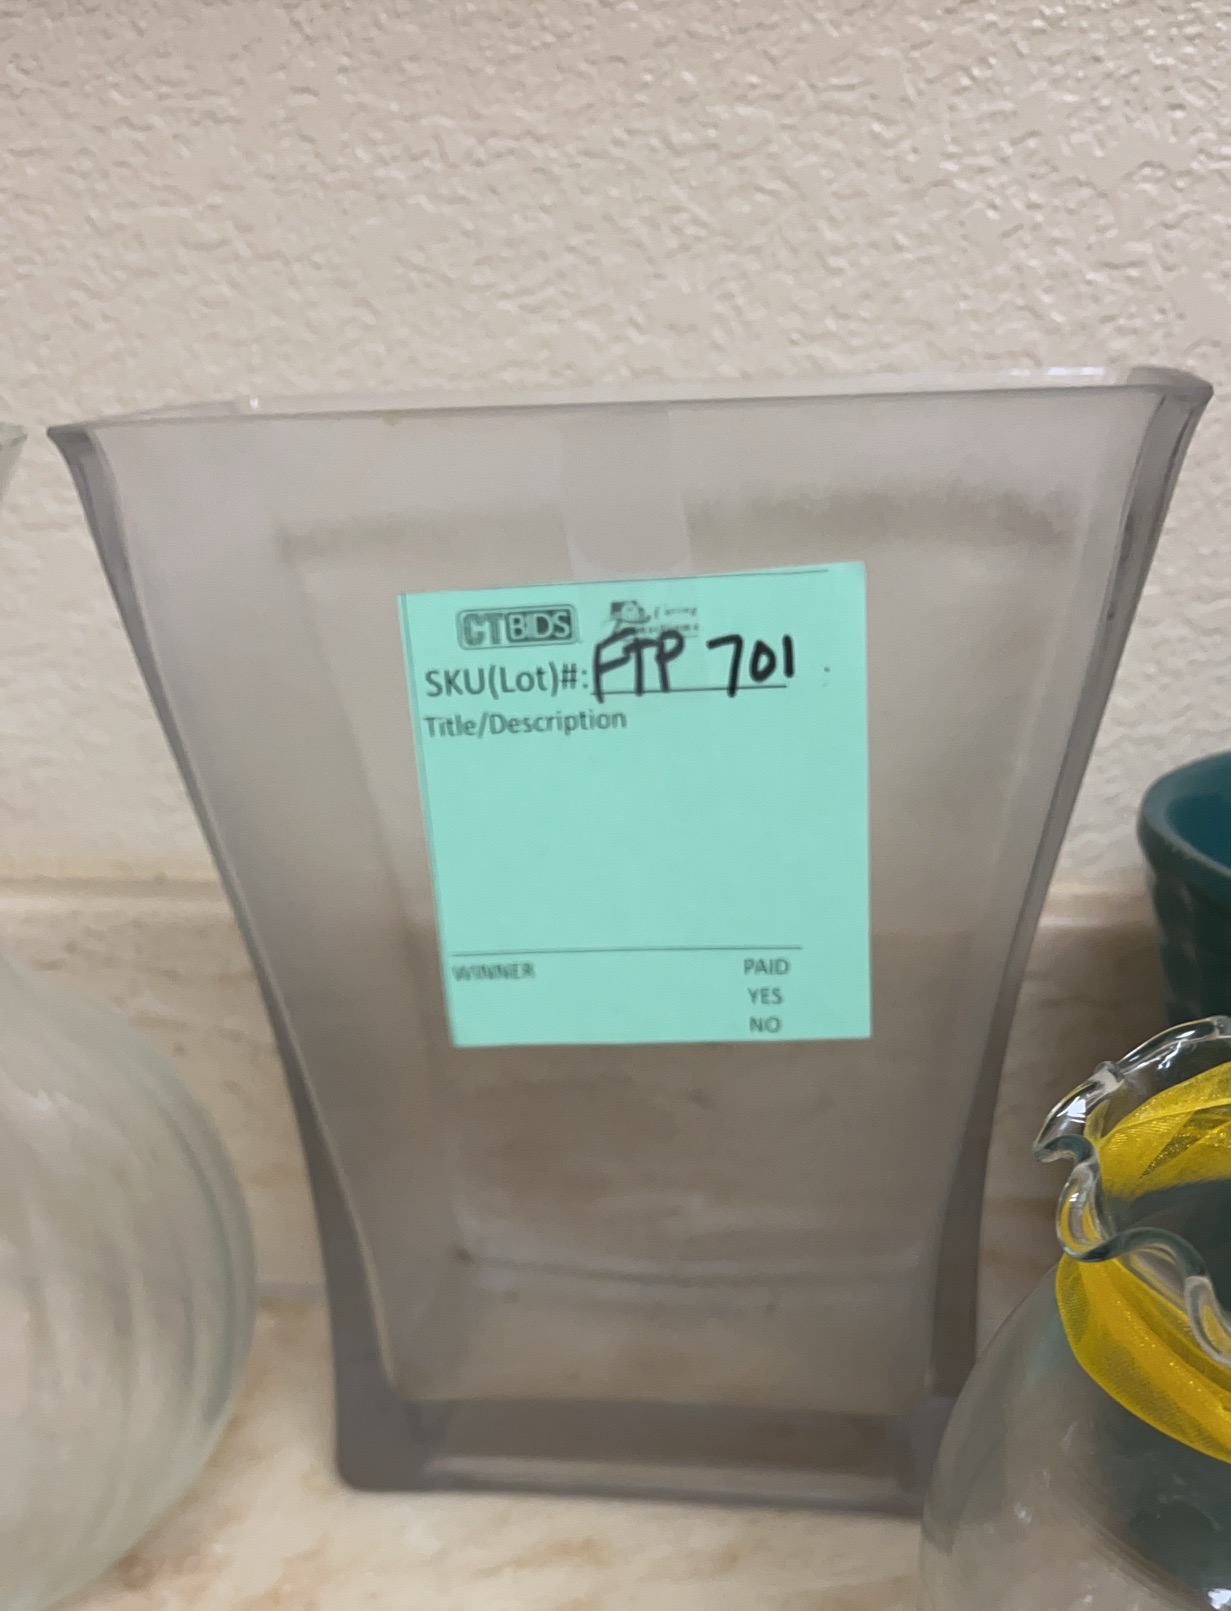 CTBIDS
SKU(Lot)#: FTP 701
Title/Description
WINNER PAID
YES
NO